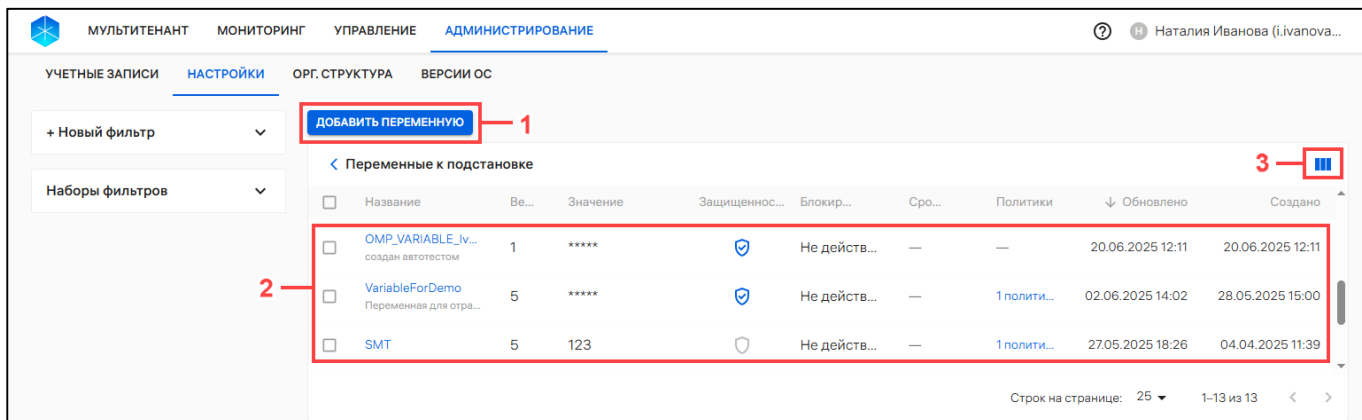 МУЛЬТИТЕНАНТ МОНИТОРИНГ УПРАВЛЕНИЕ АДМИНИСТРИРОВАНИЕ ? Н Наталия Иванова (i.ivanova...
УЧЕТНЫЕ ЗАПИСИ НАСТРОЙКИ ОРГ. СТРУКТУРА ВЕРСИИ ОС
+ Новый фильтр
Наборы фильтров
ДОБАВИТЬ ПЕРЕМЕННУЮ 1
Переменные к подстановке 3
Название Ве... Значение Защищеннос... Блокир... Сро... Политики ↓ Обновлено Создано
2
OMP_VARIABLE_Iv... 1 ***** Не действ... — — 20.06.2025 12:11 20.06.2025 12:11
создан автотестом
VariableForDemo 5 ***** Не действ... — 1 полити... 02.06.2025 14:02 28.05.2025 15:00
Переменная для отра...
SMT 5 123 Не действ... — 1 полити... 27.05.2025 18:26 04.04.2025 11:39
Строк на странице: 25 1–13 из 13 < >